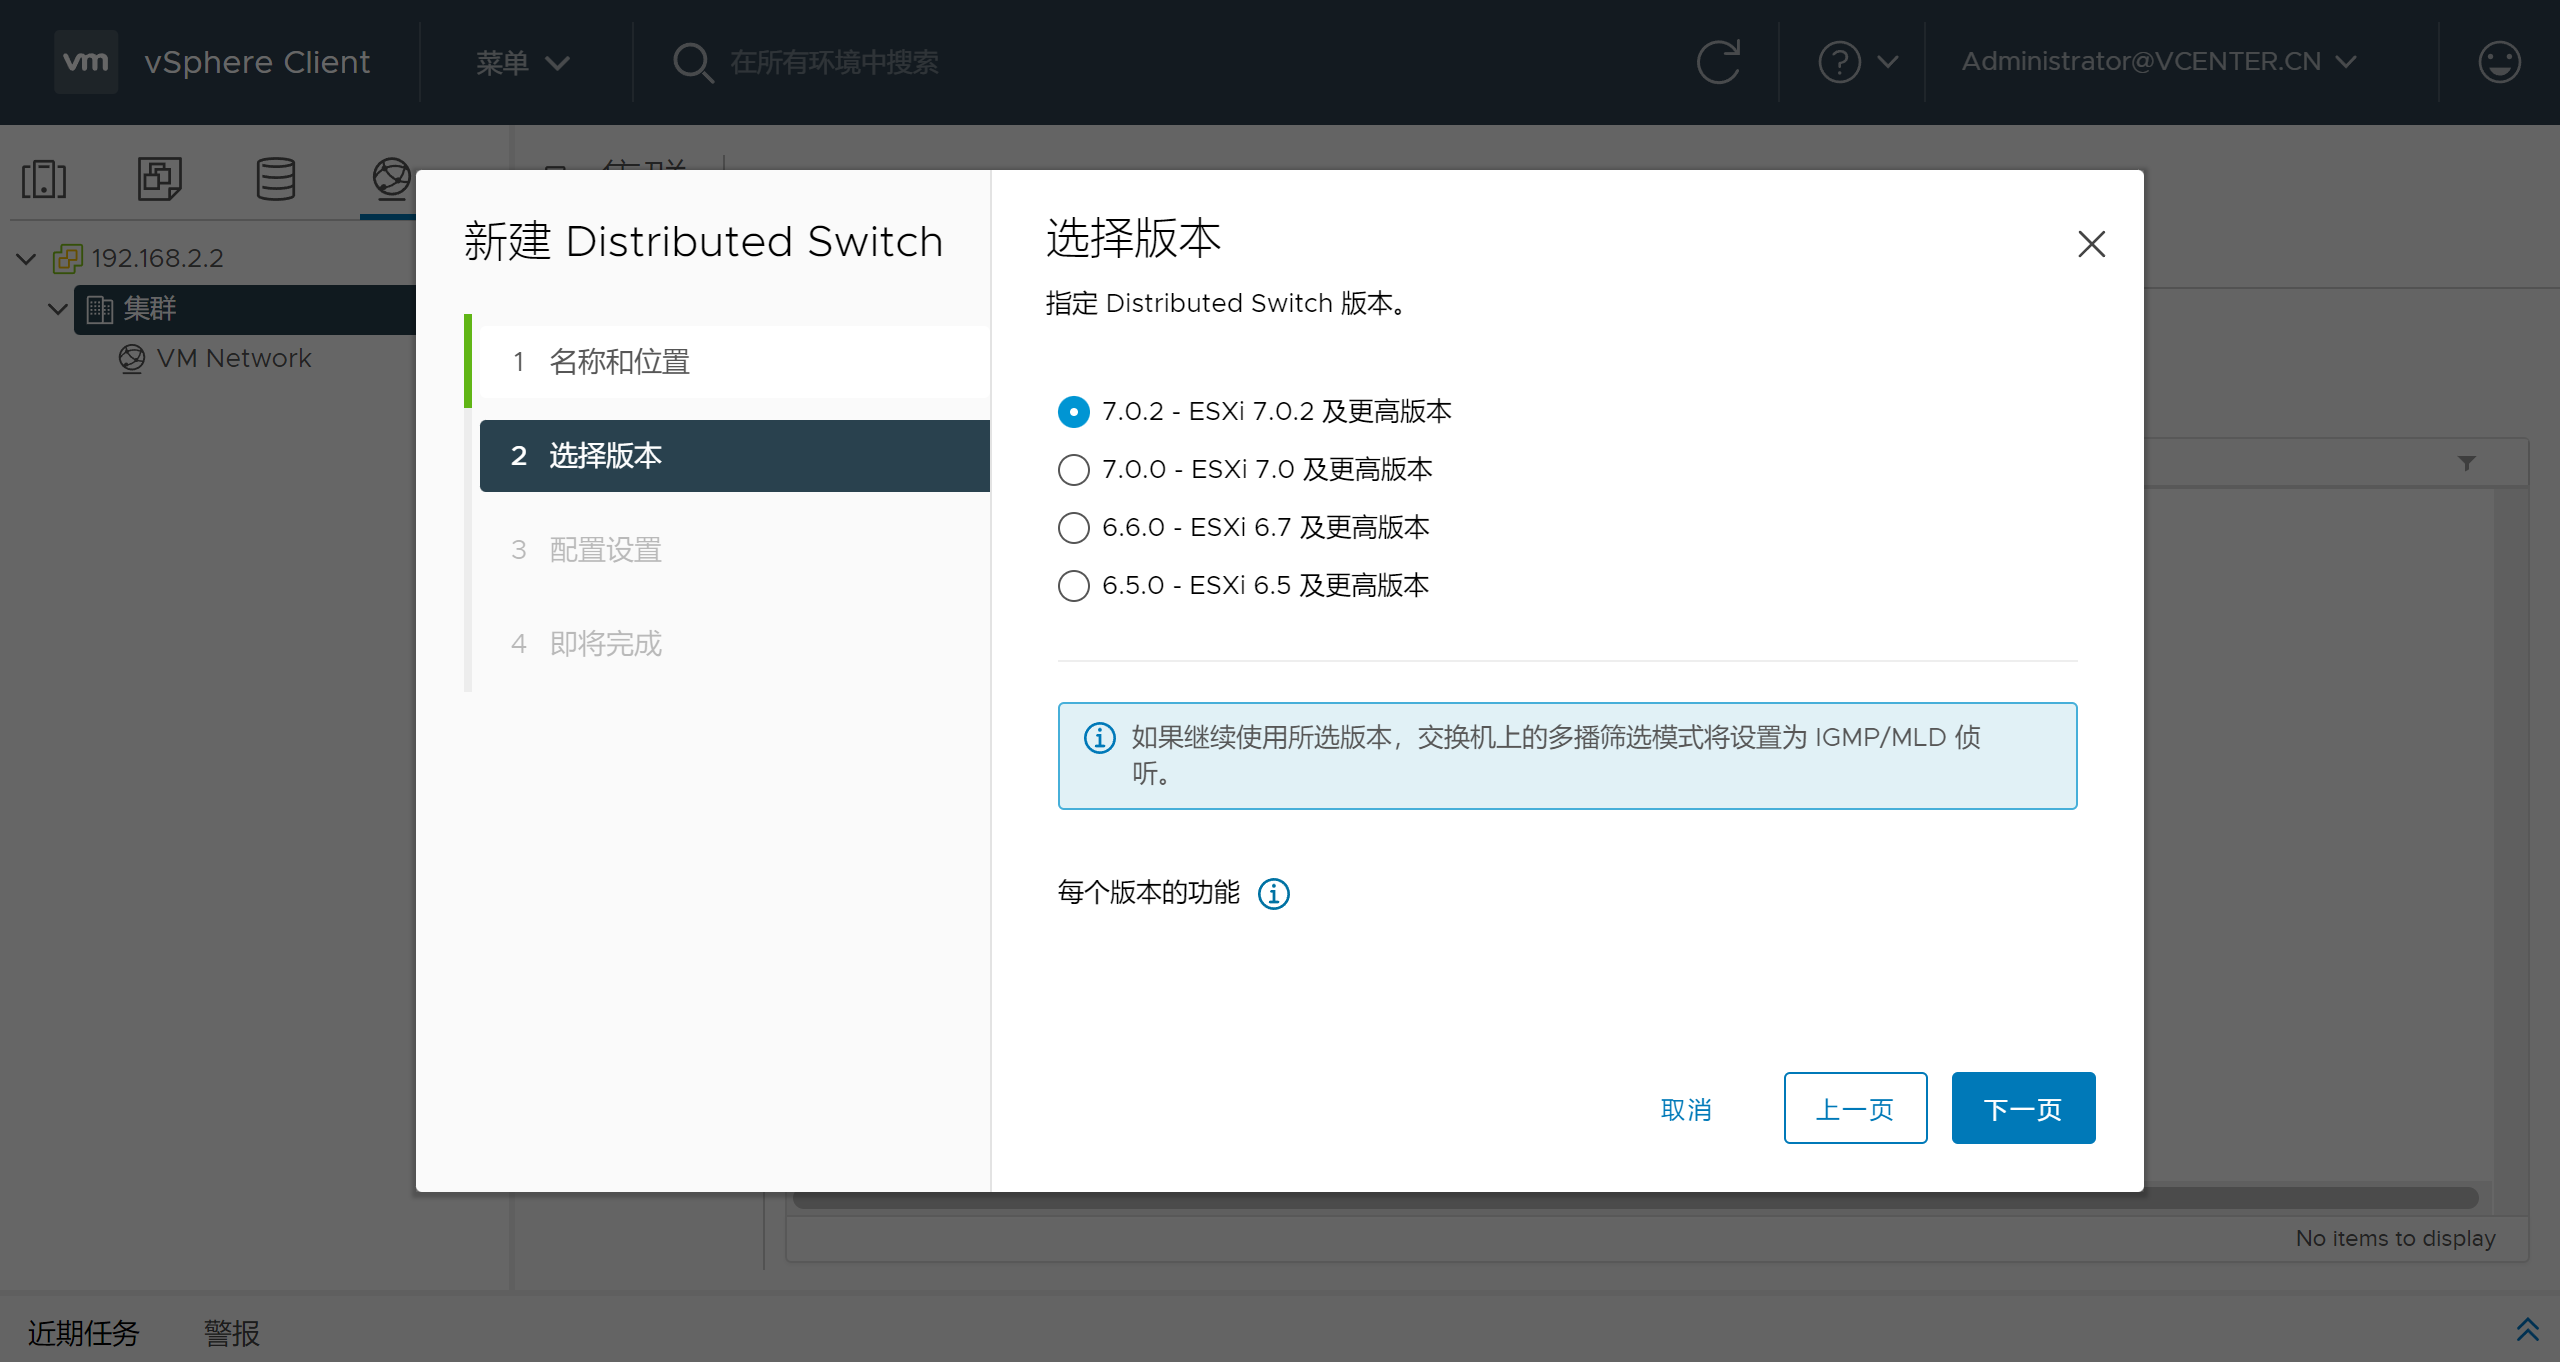 vm vSphere Client 菜单 在所有环境中搜索 Administrator@VCENTER.CN
192.168.2.2
集群
VM Network
新建 Distributed Switch
1 名称和位置
2 选择版本
3 配置设置
4 即将完成
选择版本
指定 Distributed Switch 版本。
7.0.2 - ESXi 7.0.2 及更高版本
7.0.0 - ESXi 7.0 及更高版本
6.6.0 - ESXi 6.7 及更高版本
6.5.0 - ESXi 6.5 及更高版本
如果继续使用所选版本，交换机上的多播筛选模式将设置为 IGMP/MLD 侦
听。
每个版本的功能
取消 上一页 下一页
No items to display
近期任务 警报